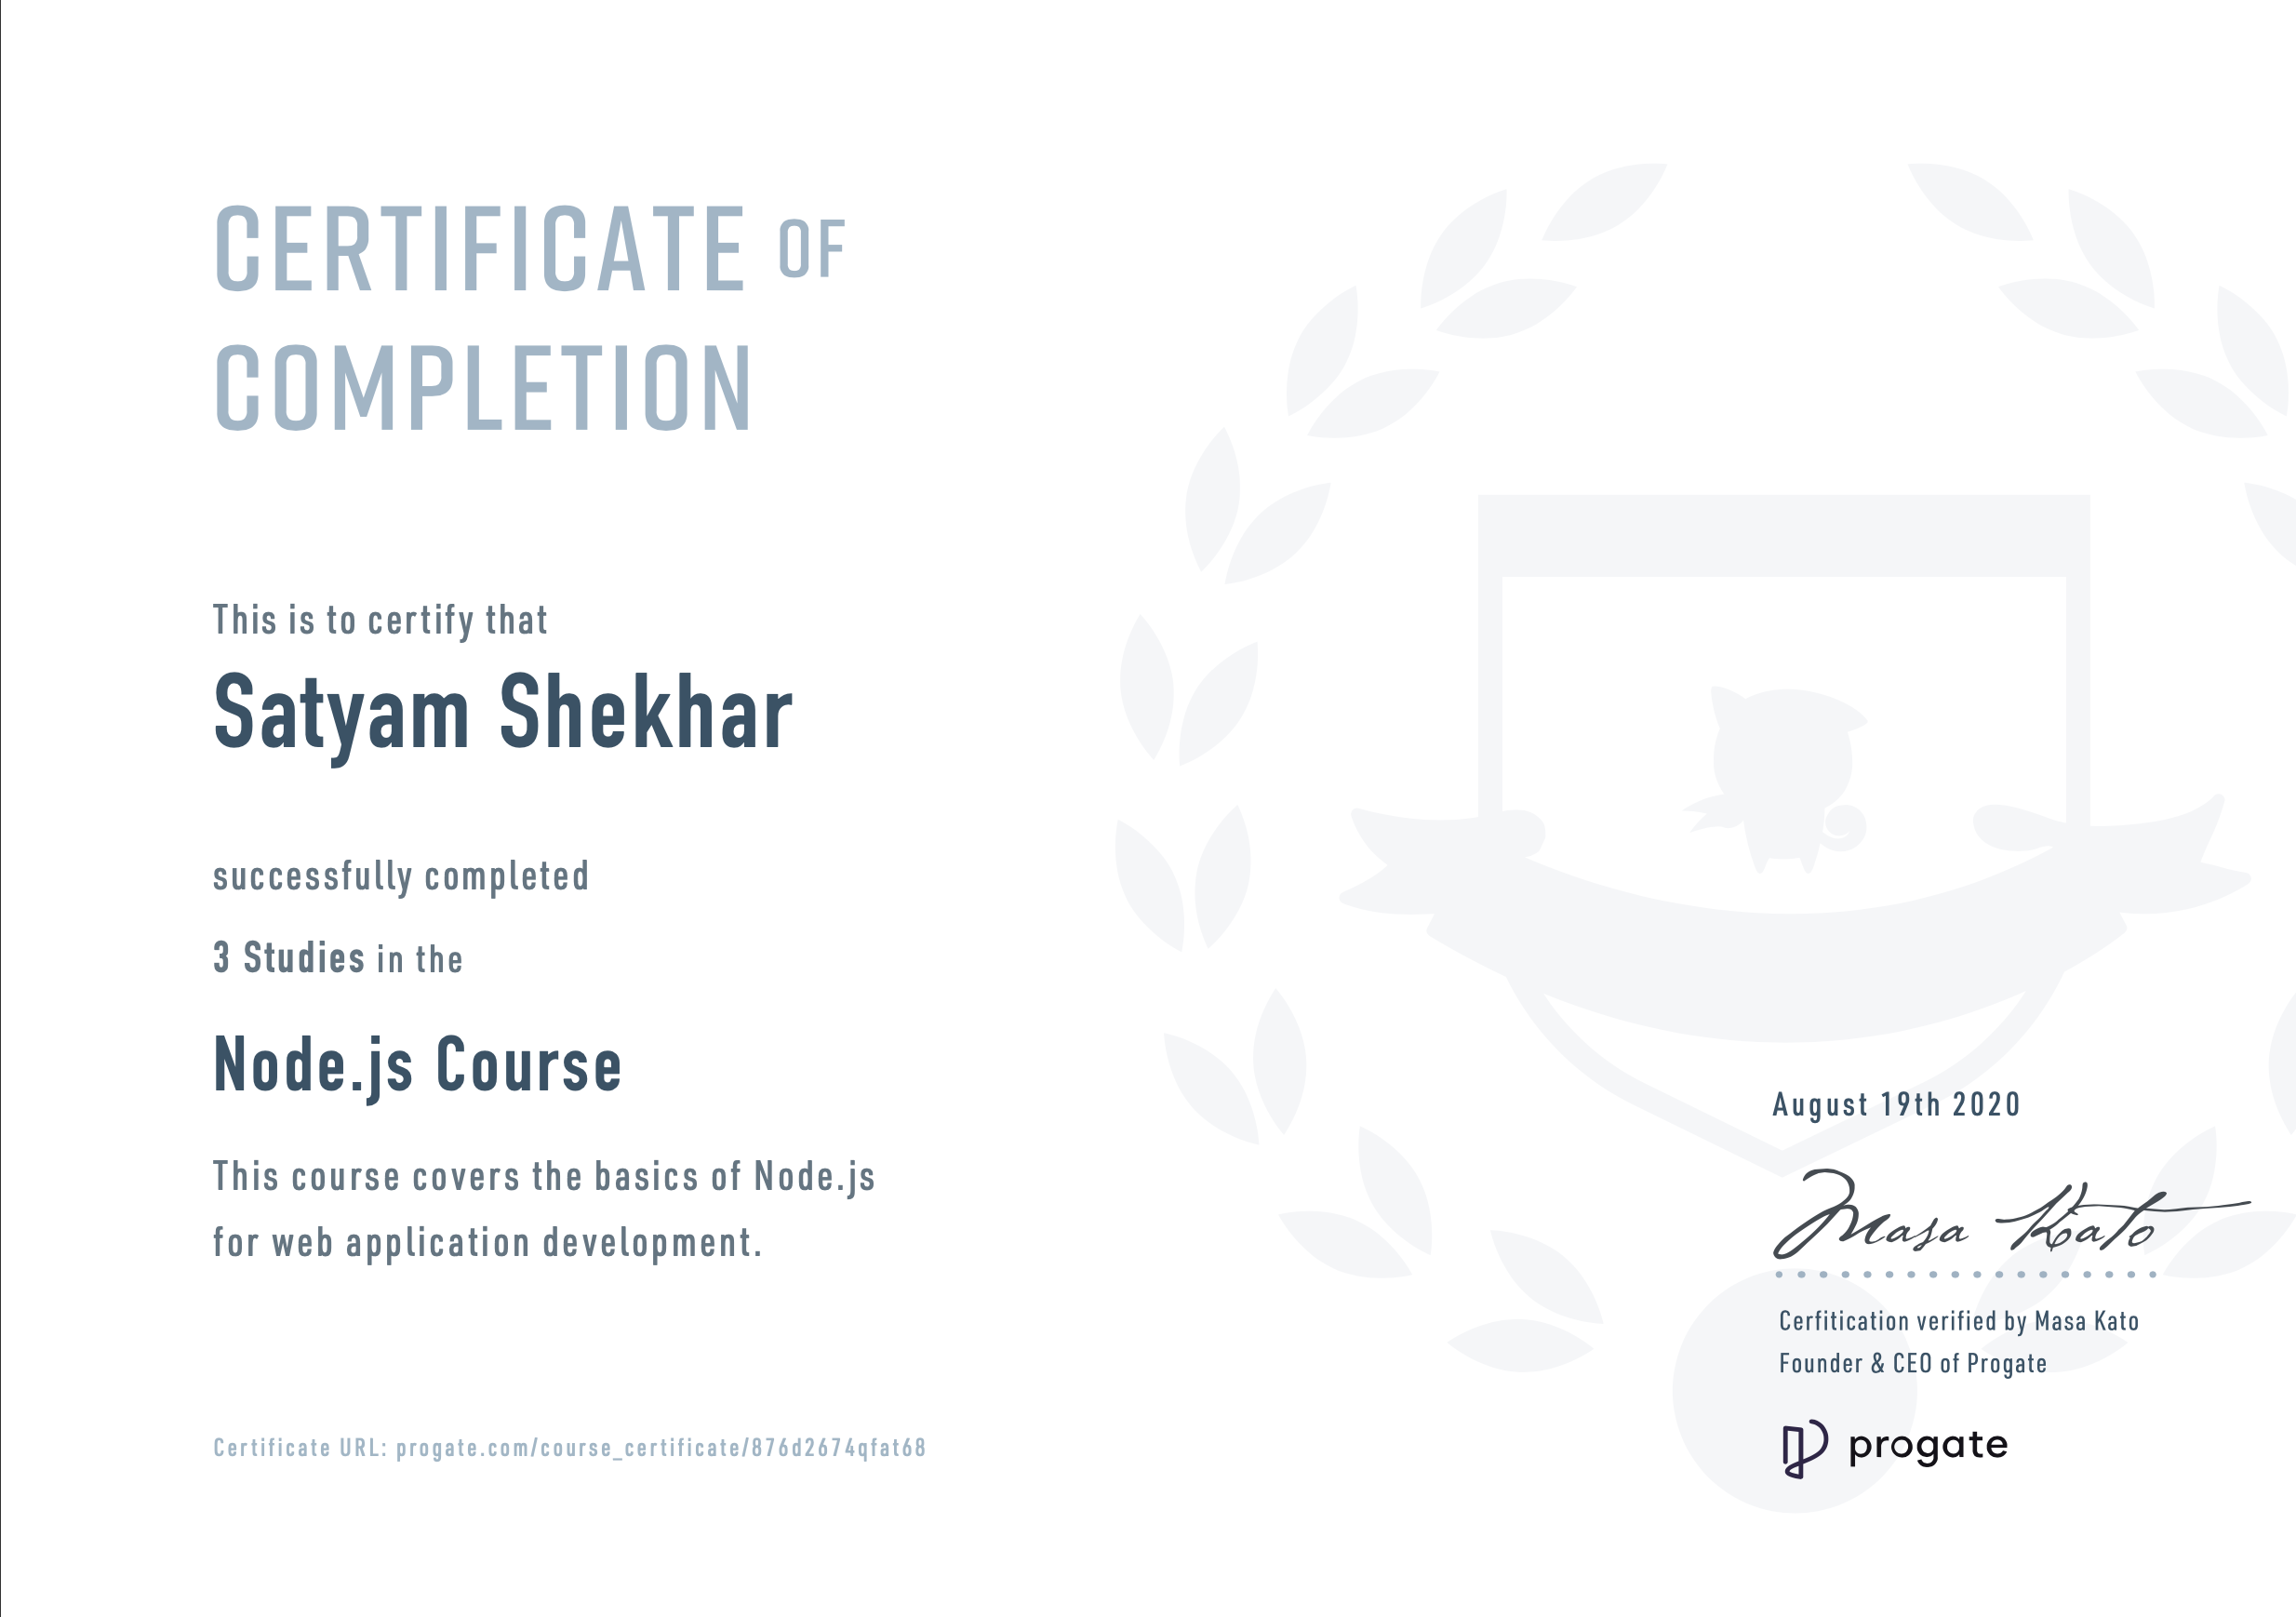 CERTIFICATE OF
COMPLETION
This is to certify that
Satyam Shekhar
successfully completed
3 Studies in the
Node.js Course
This course covers the basics of Node.js
for web application development.
Certificate URL: progate.com/course_certificate/876d2674qfat68
August 19th 2020
Masa Kato
Cerfitication verified by Masa Kato
Founder & CEO of Progate
progate